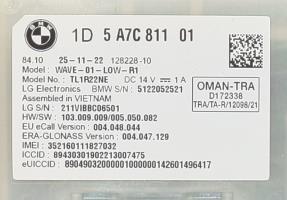 BMW
1D 5 A7C 811 01
84.10 25-11-22 128228-10
Model : WAVE-01-LOW-R1
Model No. : TL1R22NE DC 14 V ⎓ 1 A
LG Electronics BMW S/N : 5122052521
Assembled in VIETNAM
LG S/N : 211VIBBC06501
HW/SW : 103.009.009/005.050.082
EU eCall Version : 004.048.044
ERA-GLONASS Version : 004.047.129
IMEI : 352160111827032
ICCID : 89430301902213007475
eUICCID : 89049032000001000000142601496417
OMAN-TRA
D172338
TRA/TA-R/12098/21